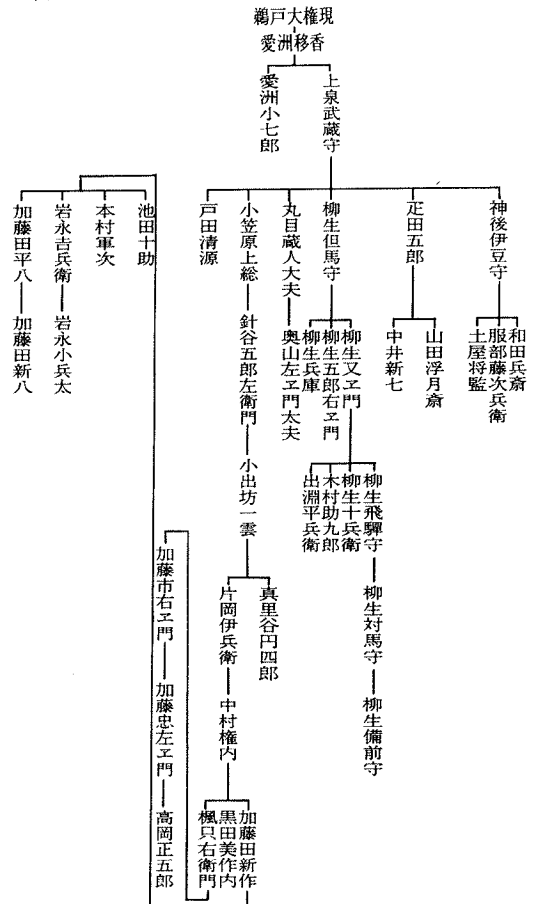 鵜戸大権現
愛洲移香
上泉武蔵守
愛洲小七郎
神後伊豆守
疋田五郎
柳生但馬守
丸目蔵人大夫
小笠原上総
戸田清源
和田兵斎
服部藤次兵衛
土屋将監
山田浮月斎
中井新七
柳生又ヱ門
柳生五郎右ヱ門
柳生兵庫
奥山左ヱ門太夫
針谷五郎左衛門
柳生飛騨守
柳生十兵衛
木村助九郎
出淵平兵衛
小出坊一雲
柳生対馬守
柳生備前守
真里谷円四郎
片岡伊兵衛
中村権内
加藤田新作
黒田美作内
楓只右衛門
加藤市右ヱ門
加藤忠左ヱ門
高岡正五郎
池田十助
本村軍次
岩永吉兵衛
岩永小兵太
加藤田平八
加藤田新八